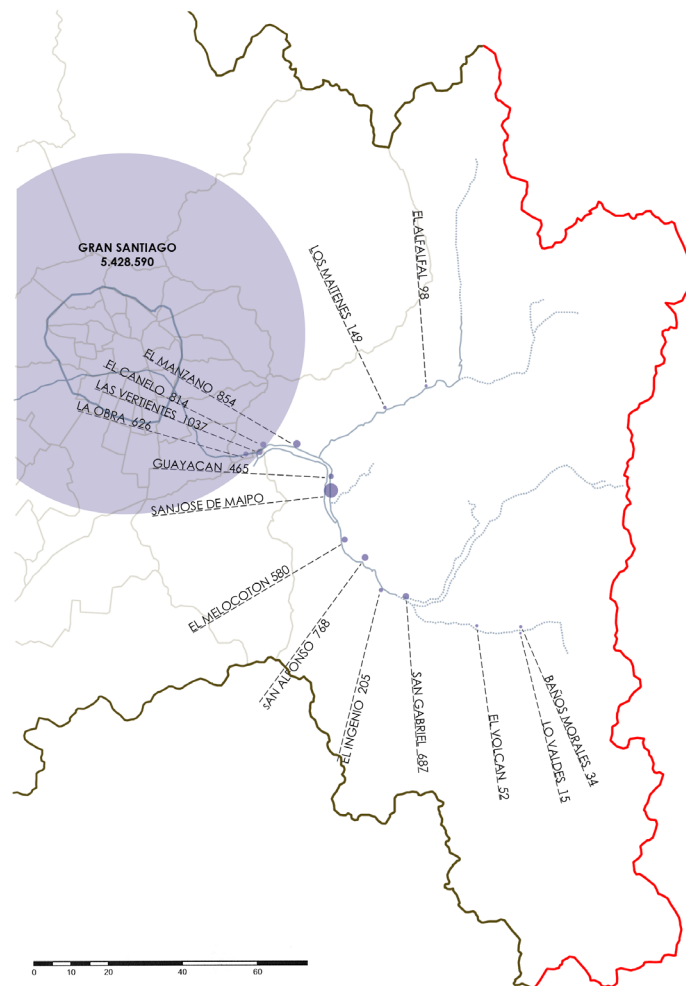 GRAN SANTIAGO
5.428.590
EL ALFALFAL 98
LOS MAITENES 149
EL MANZANO 854
EL CANELO 814
LAS VERTIENTES 1037
LA OBRA 626
GUAYACAN 465
SANJOSE DE MAIPO
EL MELOCOTON 580
SAN ALFONSO 768
EL INGENIO 205
SAN GABRIEL 687
EL VOLCAN 52
LO VALDES 15
BAÑOS MORALES 34
0 10 20 40 60